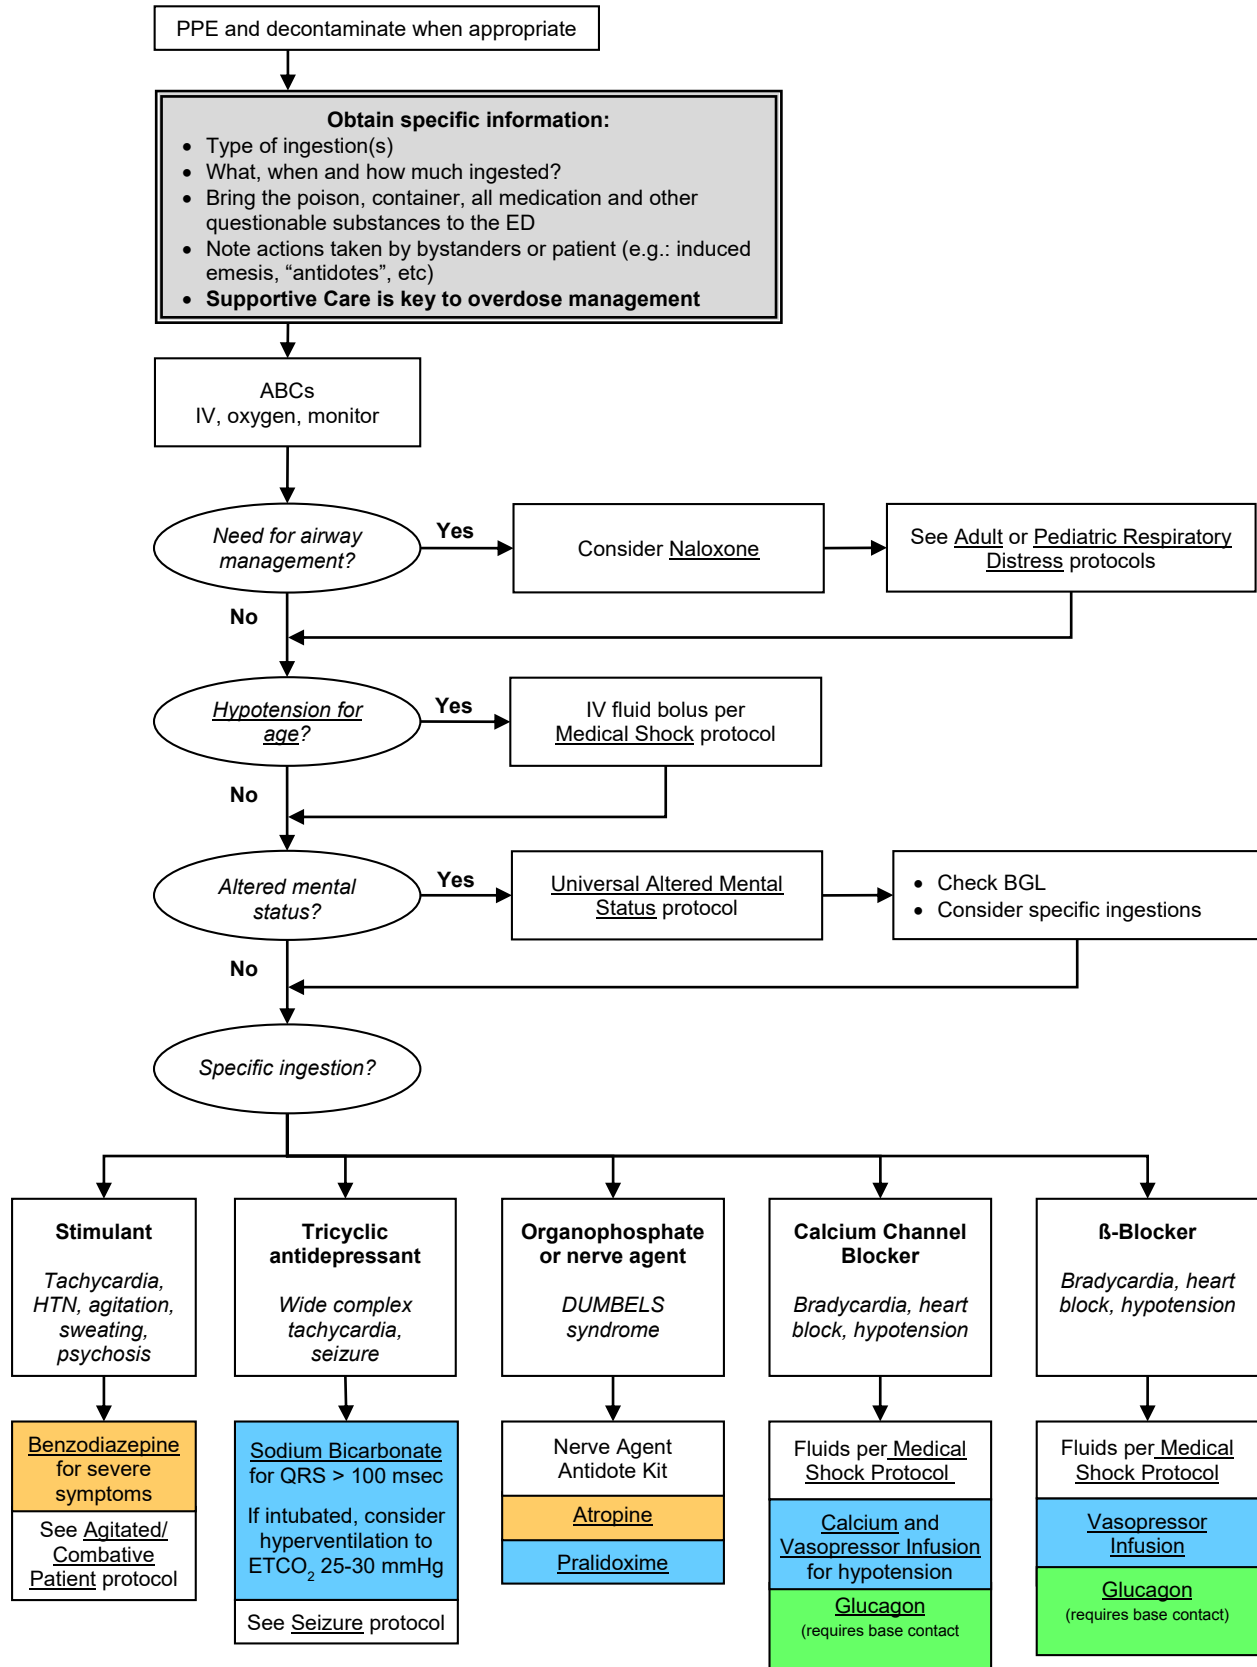 PPE and decontaminate when appropriate
Obtain specific information:
• Type of ingestion(s)
• What, when and how much ingested?
• Bring the poison, container, all medication and other
questionable substances to the ED
• Note actions taken by bystanders or patient (e.g.: induced
emesis, “antidotes”, etc)
• Supportive Care is key to overdose management
ABCs
IV, oxygen, monitor
Need for airway
management?
Yes
Consider Naloxone
See Adult or Pediatric Respiratory
Distress protocols
No
Hypotension for
age?
Yes
IV fluid bolus per
Medical Shock protocol
No
Altered mental
status?
Yes
Universal Altered Mental
Status protocol
• Check BGL
• Consider specific ingestions
No
Specific ingestion?
Stimulant
Tachycardia,
HTN, agitation,
sweating,
psychosis
Benzodiazepine
for severe
symptoms
See Agitated/
Combative
Patient protocol
Tricyclic
antidepressant
Wide complex
tachycardia,
seizure
Sodium Bicarbonate
for QRS > 100 msec
If intubated, consider
hyperventilation to
ETCO2 25-30 mmHg
See Seizure protocol
Organophosphate
or nerve agent
DUMBELS
syndrome
Nerve Agent
Antidote Kit
Atropine
Pralidoxime
Calcium Channel
Blocker
Bradycardia, heart
block, hypotension
Fluids per Medical
Shock Protocol
Calcium and
Vasopressor Infusion
for hypotension
Glucagon
(requires base contact
ß-Blocker
Bradycardia, heart
block, hypotension
Fluids per Medical
Shock Protocol
Vasopressor
Infusion
Glucagon
(requires base contact)